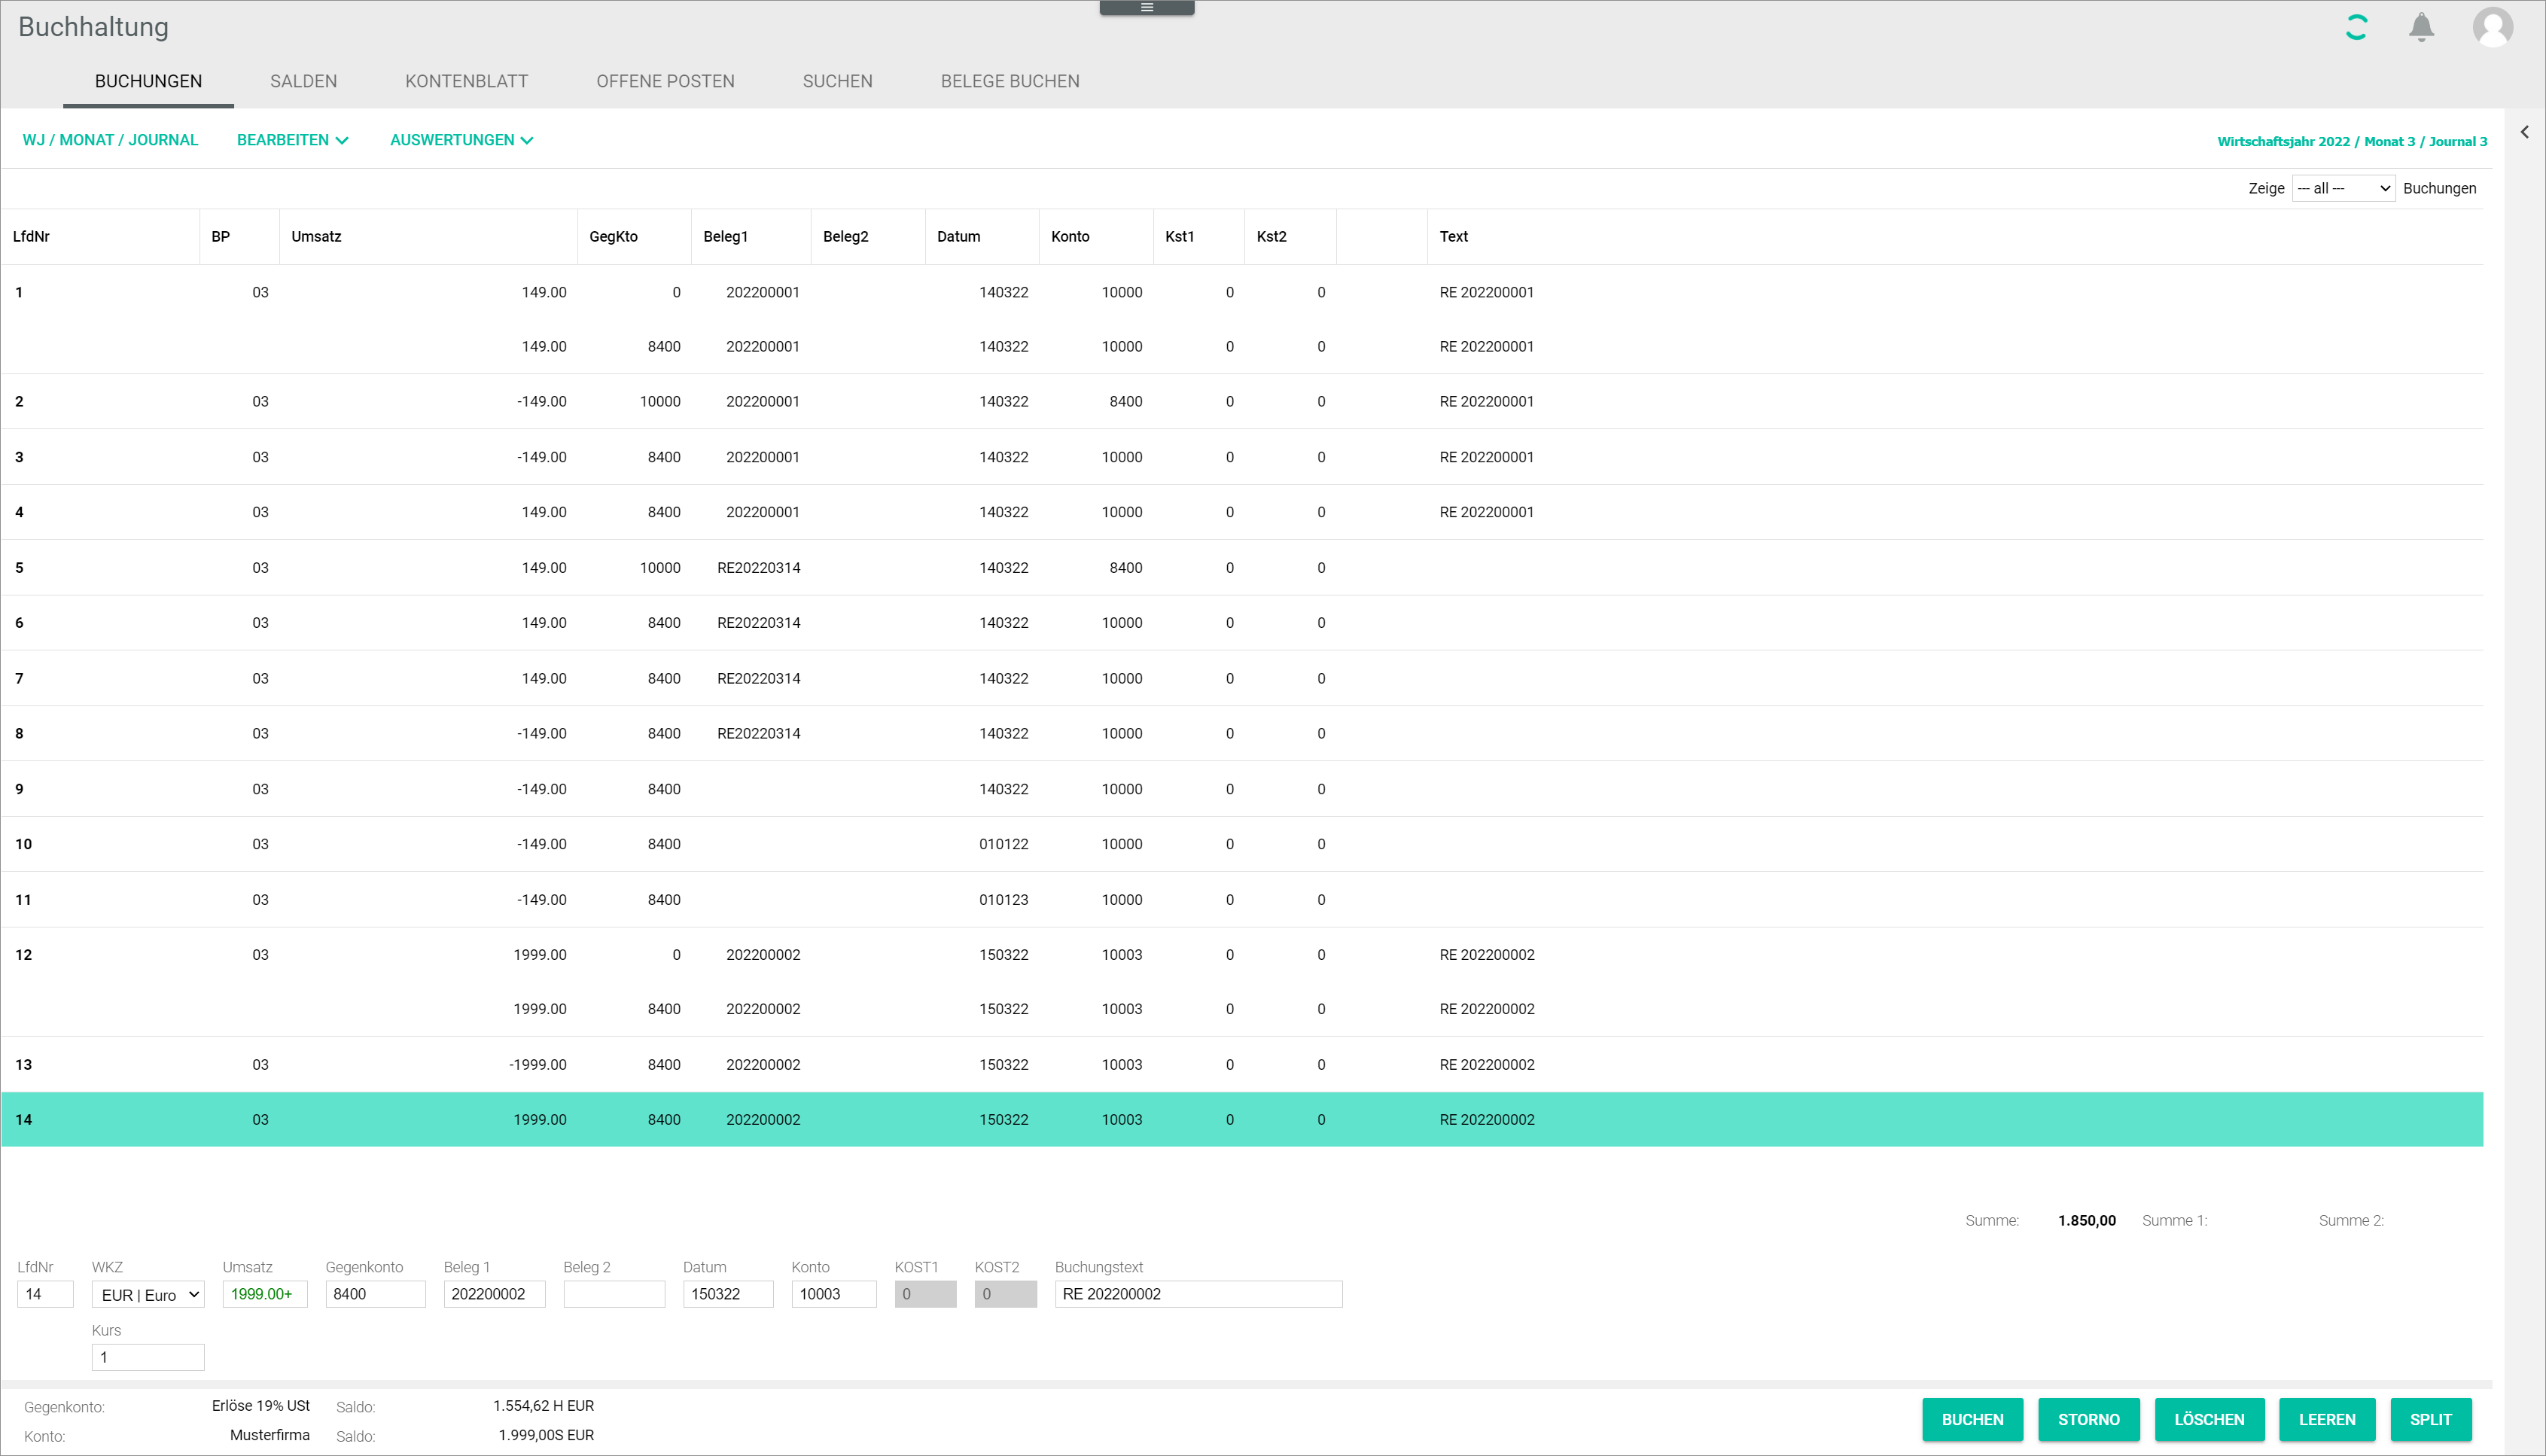 Buchhaltung
BUCHUNGEN SALDEN KONTENBLATT OFFENE POSTEN SUCHEN BELEGE BUCHEN
WJ / MONAT / JOURNAL BEARBEITEN AUSWERTUNGEN Wirtschaftsjahr 2022 / Monat 3 / Journal 3
Zeige --- all --- Buchungen
LfdNr BP Umsatz GegKto Beleg1 Beleg2 Datum Konto Kst1 Kst2 Text
1 03 149.00 0 202200001 140322 10000 0 0 RE 202200001
149.00 8400 202200001 140322 10000 0 0 RE 202200001
2 03 -149.00 10000 202200001 140322 8400 0 0 RE 202200001
3 03 -149.00 8400 202200001 140322 10000 0 0 RE 202200001
4 03 149.00 8400 202200001 140322 10000 0 0 RE 202200001
5 03 149.00 10000 RE20220314 140322 8400 0 0
6 03 149.00 8400 RE20220314 140322 10000 0 0
7 03 149.00 8400 RE20220314 140322 10000 0 0
8 03 -149.00 8400 RE20220314 140322 10000 0 0
9 03 -149.00 8400 140322 10000 0 0
10 03 -149.00 8400 010122 10000 0 0
11 03 -149.00 8400 010123 10000 0 0
12 03 1999.00 0 202200002 150322 10003 0 0 RE 202200002
1999.00 8400 202200002 150322 10003 0 0 RE 202200002
13 03 -1999.00 8400 202200002 150322 10003 0 0 RE 202200002
14 03 1999.00 8400 202200002 150322 10003 0 0 RE 202200002
Summe: 1.850,00 Summe 1: Summe 2:
LfdNr WKZ Umsatz Gegenkonto Beleg 1 Beleg 2 Datum Konto KOST1 KOST2 Buchungstext
14 EUR | Euro 1999.00+ 8400 202200002 150322 10003 0 0 RE 202200002
Kurs
1
Gegenkonto: Erlöse 19% USt Saldo: 1.554,62 H EUR
Konto: Musterfirma Saldo: 1.999,00S EUR
BUCHEN STORNO LÖSCHEN LEEREN SPLIT